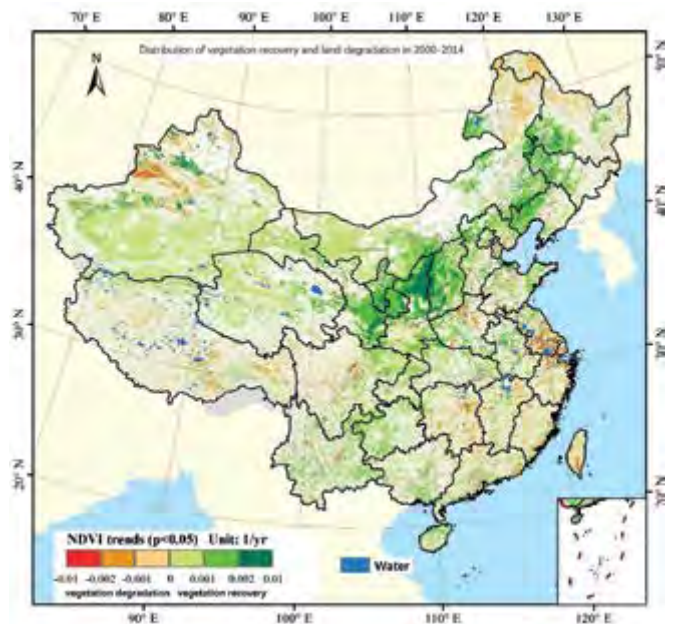 70° E 80° E 90° E 100° E 110° E 120° E 130° E
Distribution of vegetation recovery and land degradation in 2000-2014
N
50° N
40° N
40° N
30° N
30° N
20° N
20° N
NDVI trends (p<0.05) Unit: 1/yr
-0.01 -0.002 -0.001 0 0.001 0.002 0.01
vegetation degradation vegetation recovery
Water
90° E 100° E 110° E 120° E